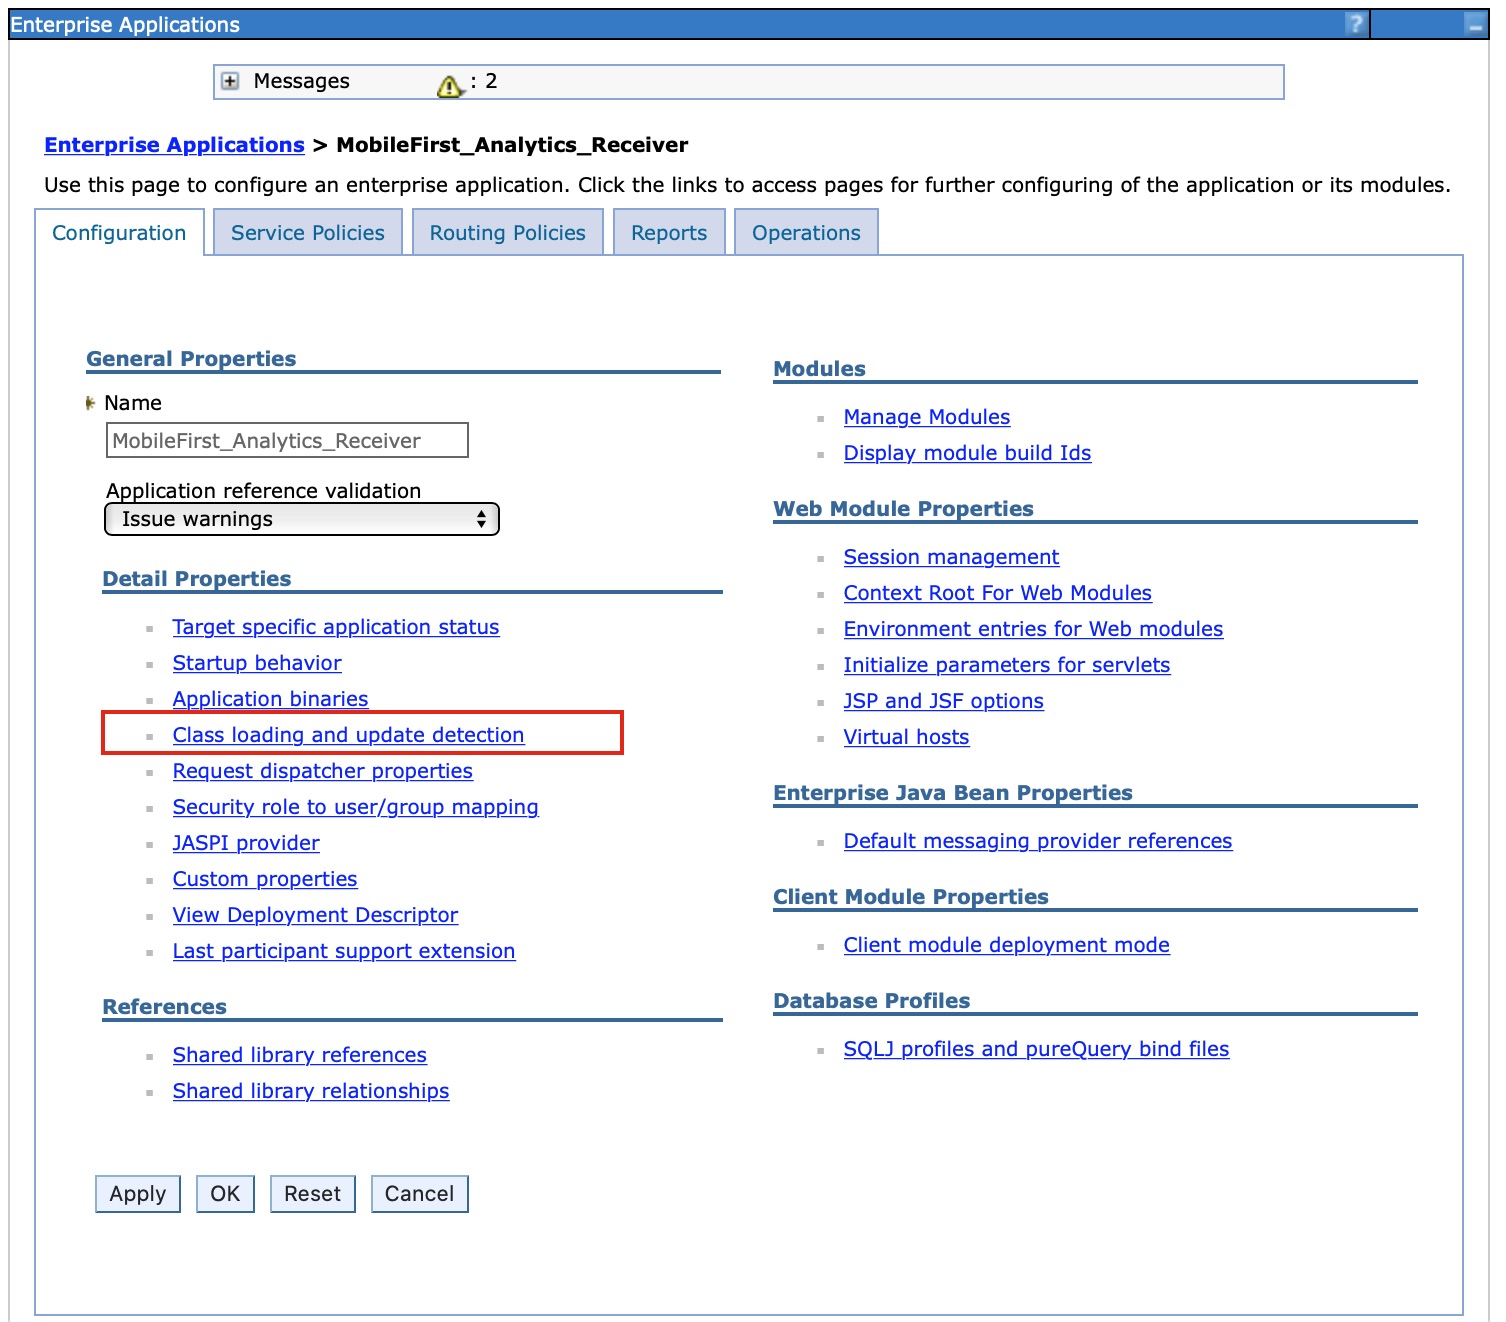 Enterprise Applications
?
Messages : 2
Enterprise Applications > MobileFirst_Analytics_Receiver
Use this page to configure an enterprise application. Click the links to access pages for further configuring of the application or its modules.
Configuration Service Policies Routing Policies Reports Operations
General Properties
Name
MobileFirst_Analytics_Receiver
Application reference validation
Issue warnings
Detail Properties
Target specific application status
Startup behavior
Application binaries
Class loading and update detection
Request dispatcher properties
Security role to user/group mapping
JASPI provider
Custom properties
View Deployment Descriptor
Last participant support extension
References
Shared library references
Shared library relationships
Modules
Manage Modules
Display module build Ids
Web Module Properties
Session management
Context Root For Web Modules
Environment entries for Web modules
Initialize parameters for servlets
JSP and JSF options
Virtual hosts
Enterprise Java Bean Properties
Default messaging provider references
Client Module Properties
Client module deployment mode
Database Profiles
SQLJ profiles and pureQuery bind files
Apply OK Reset Cancel